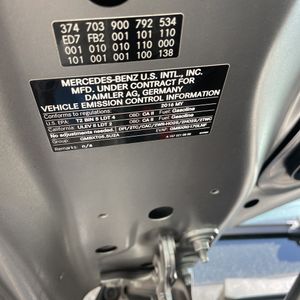 374 703 900 792 534
ED7 FB2 001 101 110
001 010 010 110 000
001 001 100 100 138
MERCEDES-BENZ U.S. INTL., INC.
MFD. UNDER CONTRACT FOR
DAIMLER AG, GERMANY
VEHICLE EMISSION CONTROL INFORMATION
Conforms to regulations: 2016 MY
U.S. EPA: T2 BIN 5 LDT 4 OBD: CA II Fuel: Gasoline
California: ULEV II LDT 2 OBD: CA II Fuel: Gasoline
No adjustments needed.
Group:
Remarks: n/a